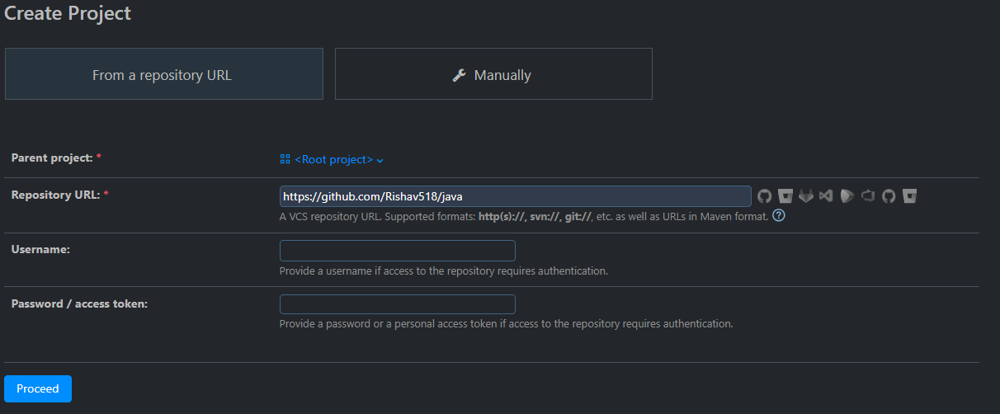 Create Project
From a repository URL
Manually
Parent project: *
<Root project>
Repository URL: *
https://github.com/Rishav518/java
A VCS repository URL. Supported formats: http(s)://, svn://, git://, etc. as well as URLs in Maven format.
Username:
Provide a username if access to the repository requires authentication.
Password / access token:
Provide a password or a personal access token if access to the repository requires authentication.
Proceed